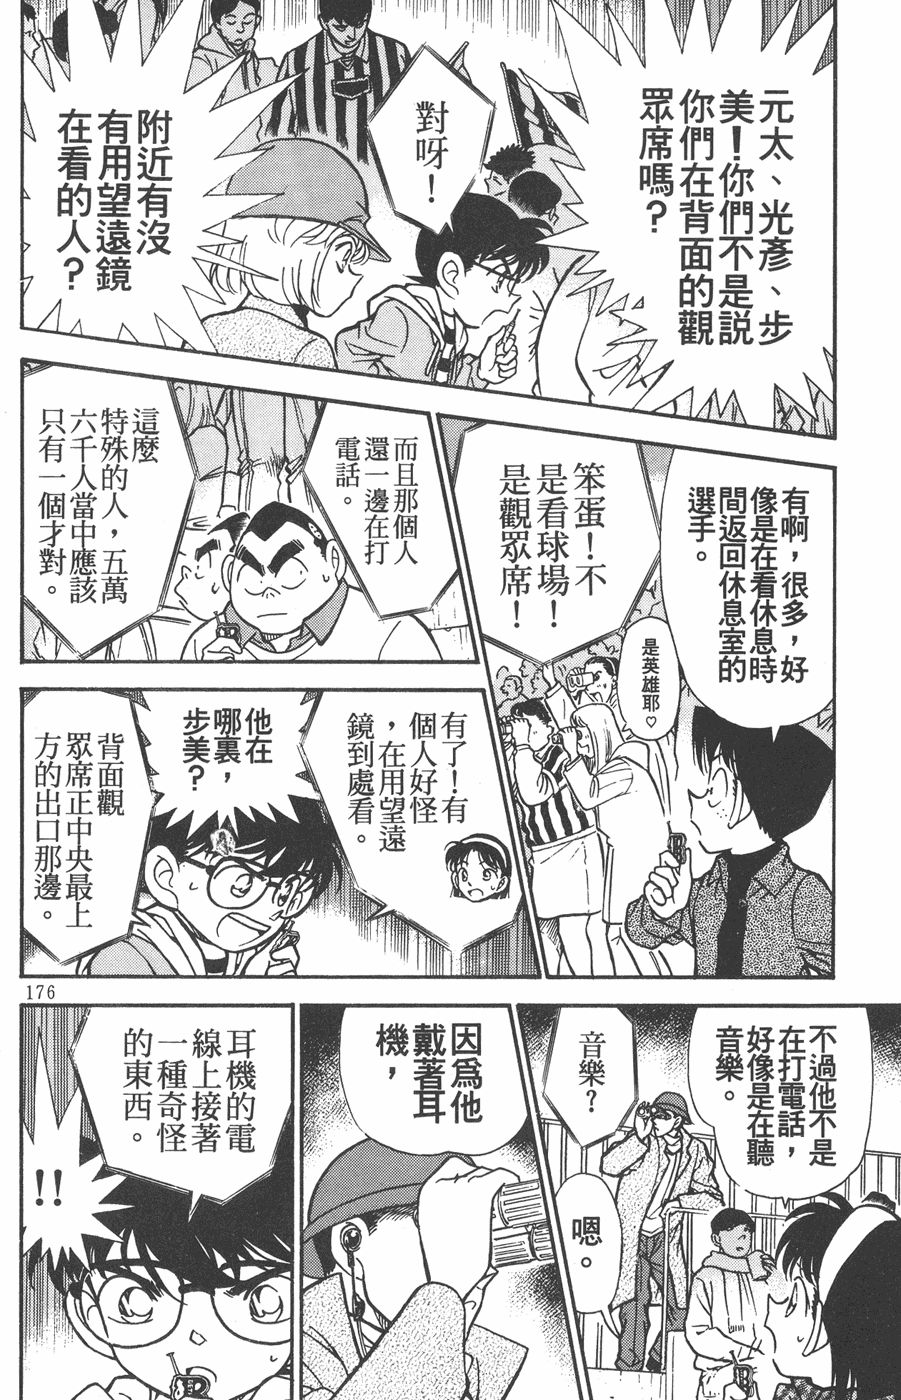 元太、光彥、步
美！你們不是說
你們在背面的觀
眾席嗎？
對呀！
附近有沒
有用望遠鏡
在看的人？
有啊，很多，好
像是在看休息時
間返回休息室的
選手。
是英雄耶♡
笨蛋！不
是看球場！
是觀眾席！
而且那個人
還一邊在打
電話。
這麼
特殊的人，五萬
六千人當中應該
只有一個才對。
有了！有
個人好怪
，在用望遠
鏡到處看。
他在
哪裏，
步美？
背面觀
眾席正中央最上
方的出口那邊。
176
不過他不是
在打電話，
好像是在聽
音樂。
音樂？
嗯。
因為他
戴著耳
機，
耳機的電
線上接著
一種奇怪
的東西。
!!